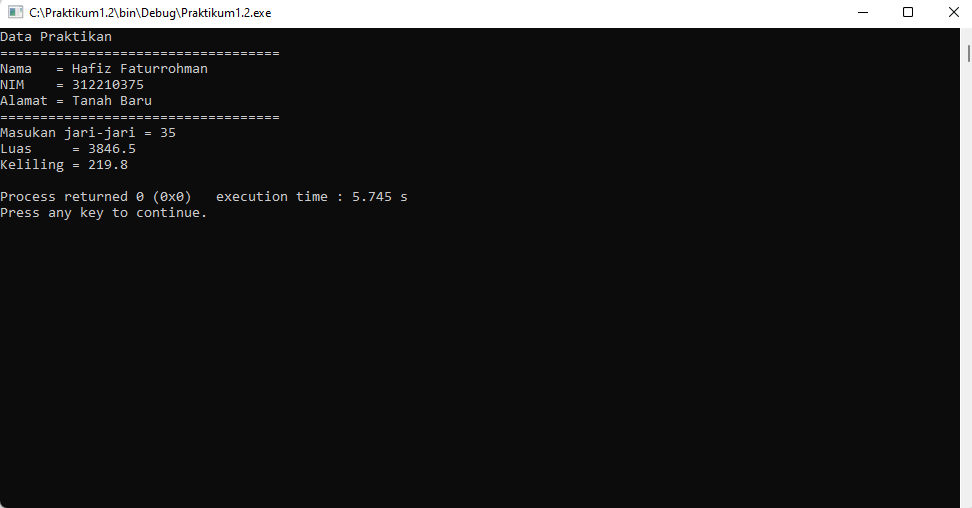 C:\Praktikum1.2\bin\Debug\Praktikum1.2.exe
Data Praktikan
===================================
Nama   = Hafiz Faturrohman
NIM    = 312210375
Alamat = Tanah Baru
===================================
Masukan jari-jari = 35
Luas     = 3846.5
Keliling = 219.8
Process returned 0 (0x0)   execution time : 5.745 s
Press any key to continue.